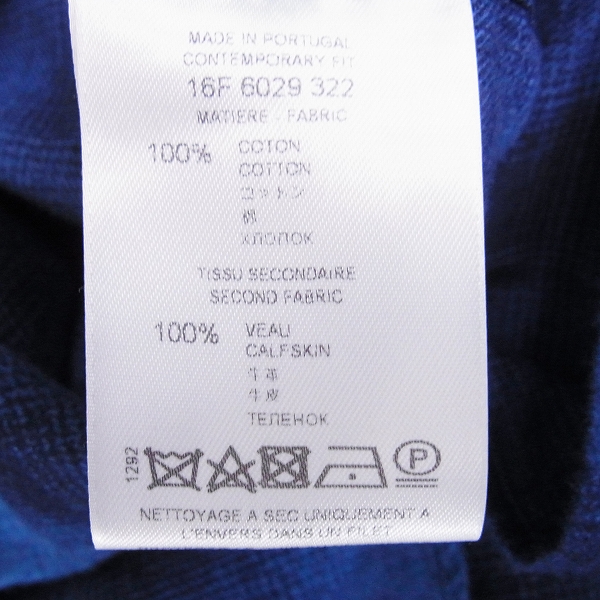 MADE IN PORTUGAL
CONTEMPORARY FIT
16F 6029 322
MATIERE - FABRIC
100% COTON
COTTON
コットン
棉
ХЛОПОК
TISSU SECONDAIRE
SECOND FABRIC
100% VEAU
CALFSKIN
牛革
牛皮
ТЕЛЕНОК
1292
P
NETTOYAGE A SEC UNIQUEMENT A
L'ENVERS DANS UN FILET